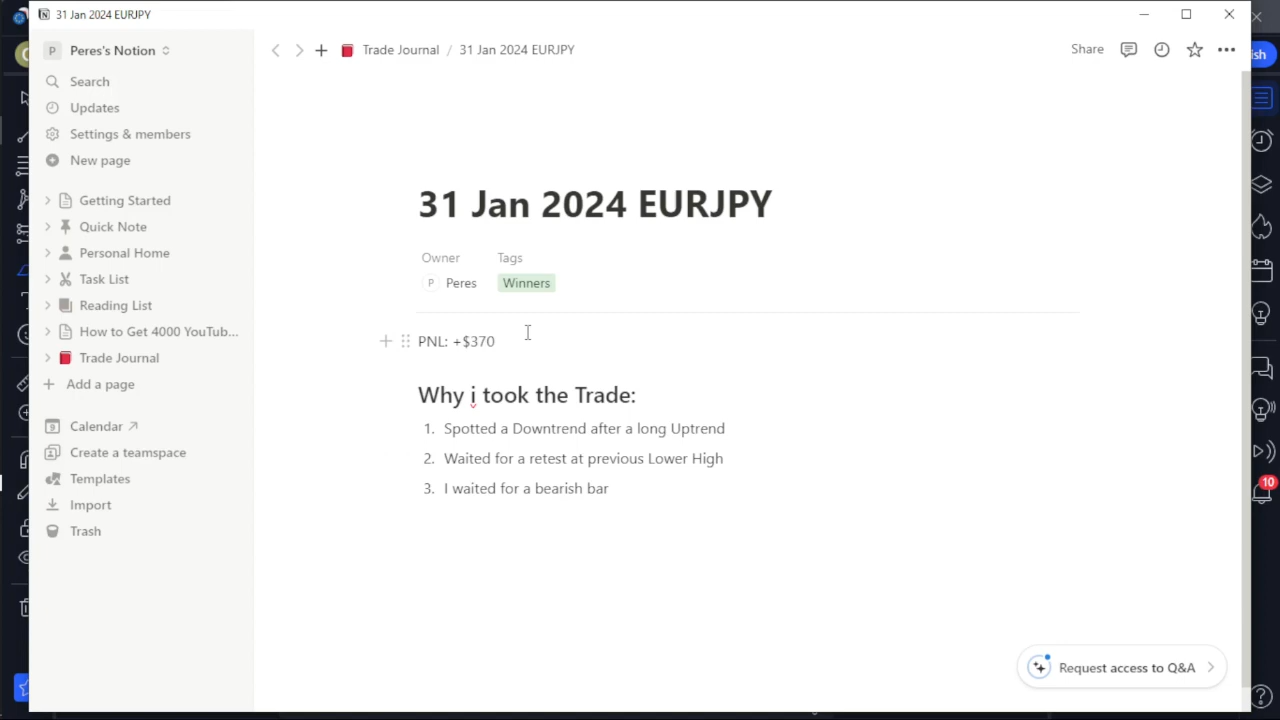 31 Jan 2024 EURJPY
P Peres's Notion
Search
Updates
Settings & members
New page
Getting Started
Quick Note
Personal Home
Task List
Reading List
How to Get 4000 YouTub...
Trade Journal
Add a page
9 Calendar
Create a teamspace
Templates
Import
Trash
Trade Journal / 31 Jan 2024 EURJPY
Share
31 Jan 2024 EURJPY
Owner Tags
P Peres Winners
PNL: +$370
Why i took the Trade:
1. Spotted a Downtrend after a long Uptrend
2. Waited for a retest at previous Lower High
3. I waited for a bearish bar
Request access to Q&A
10